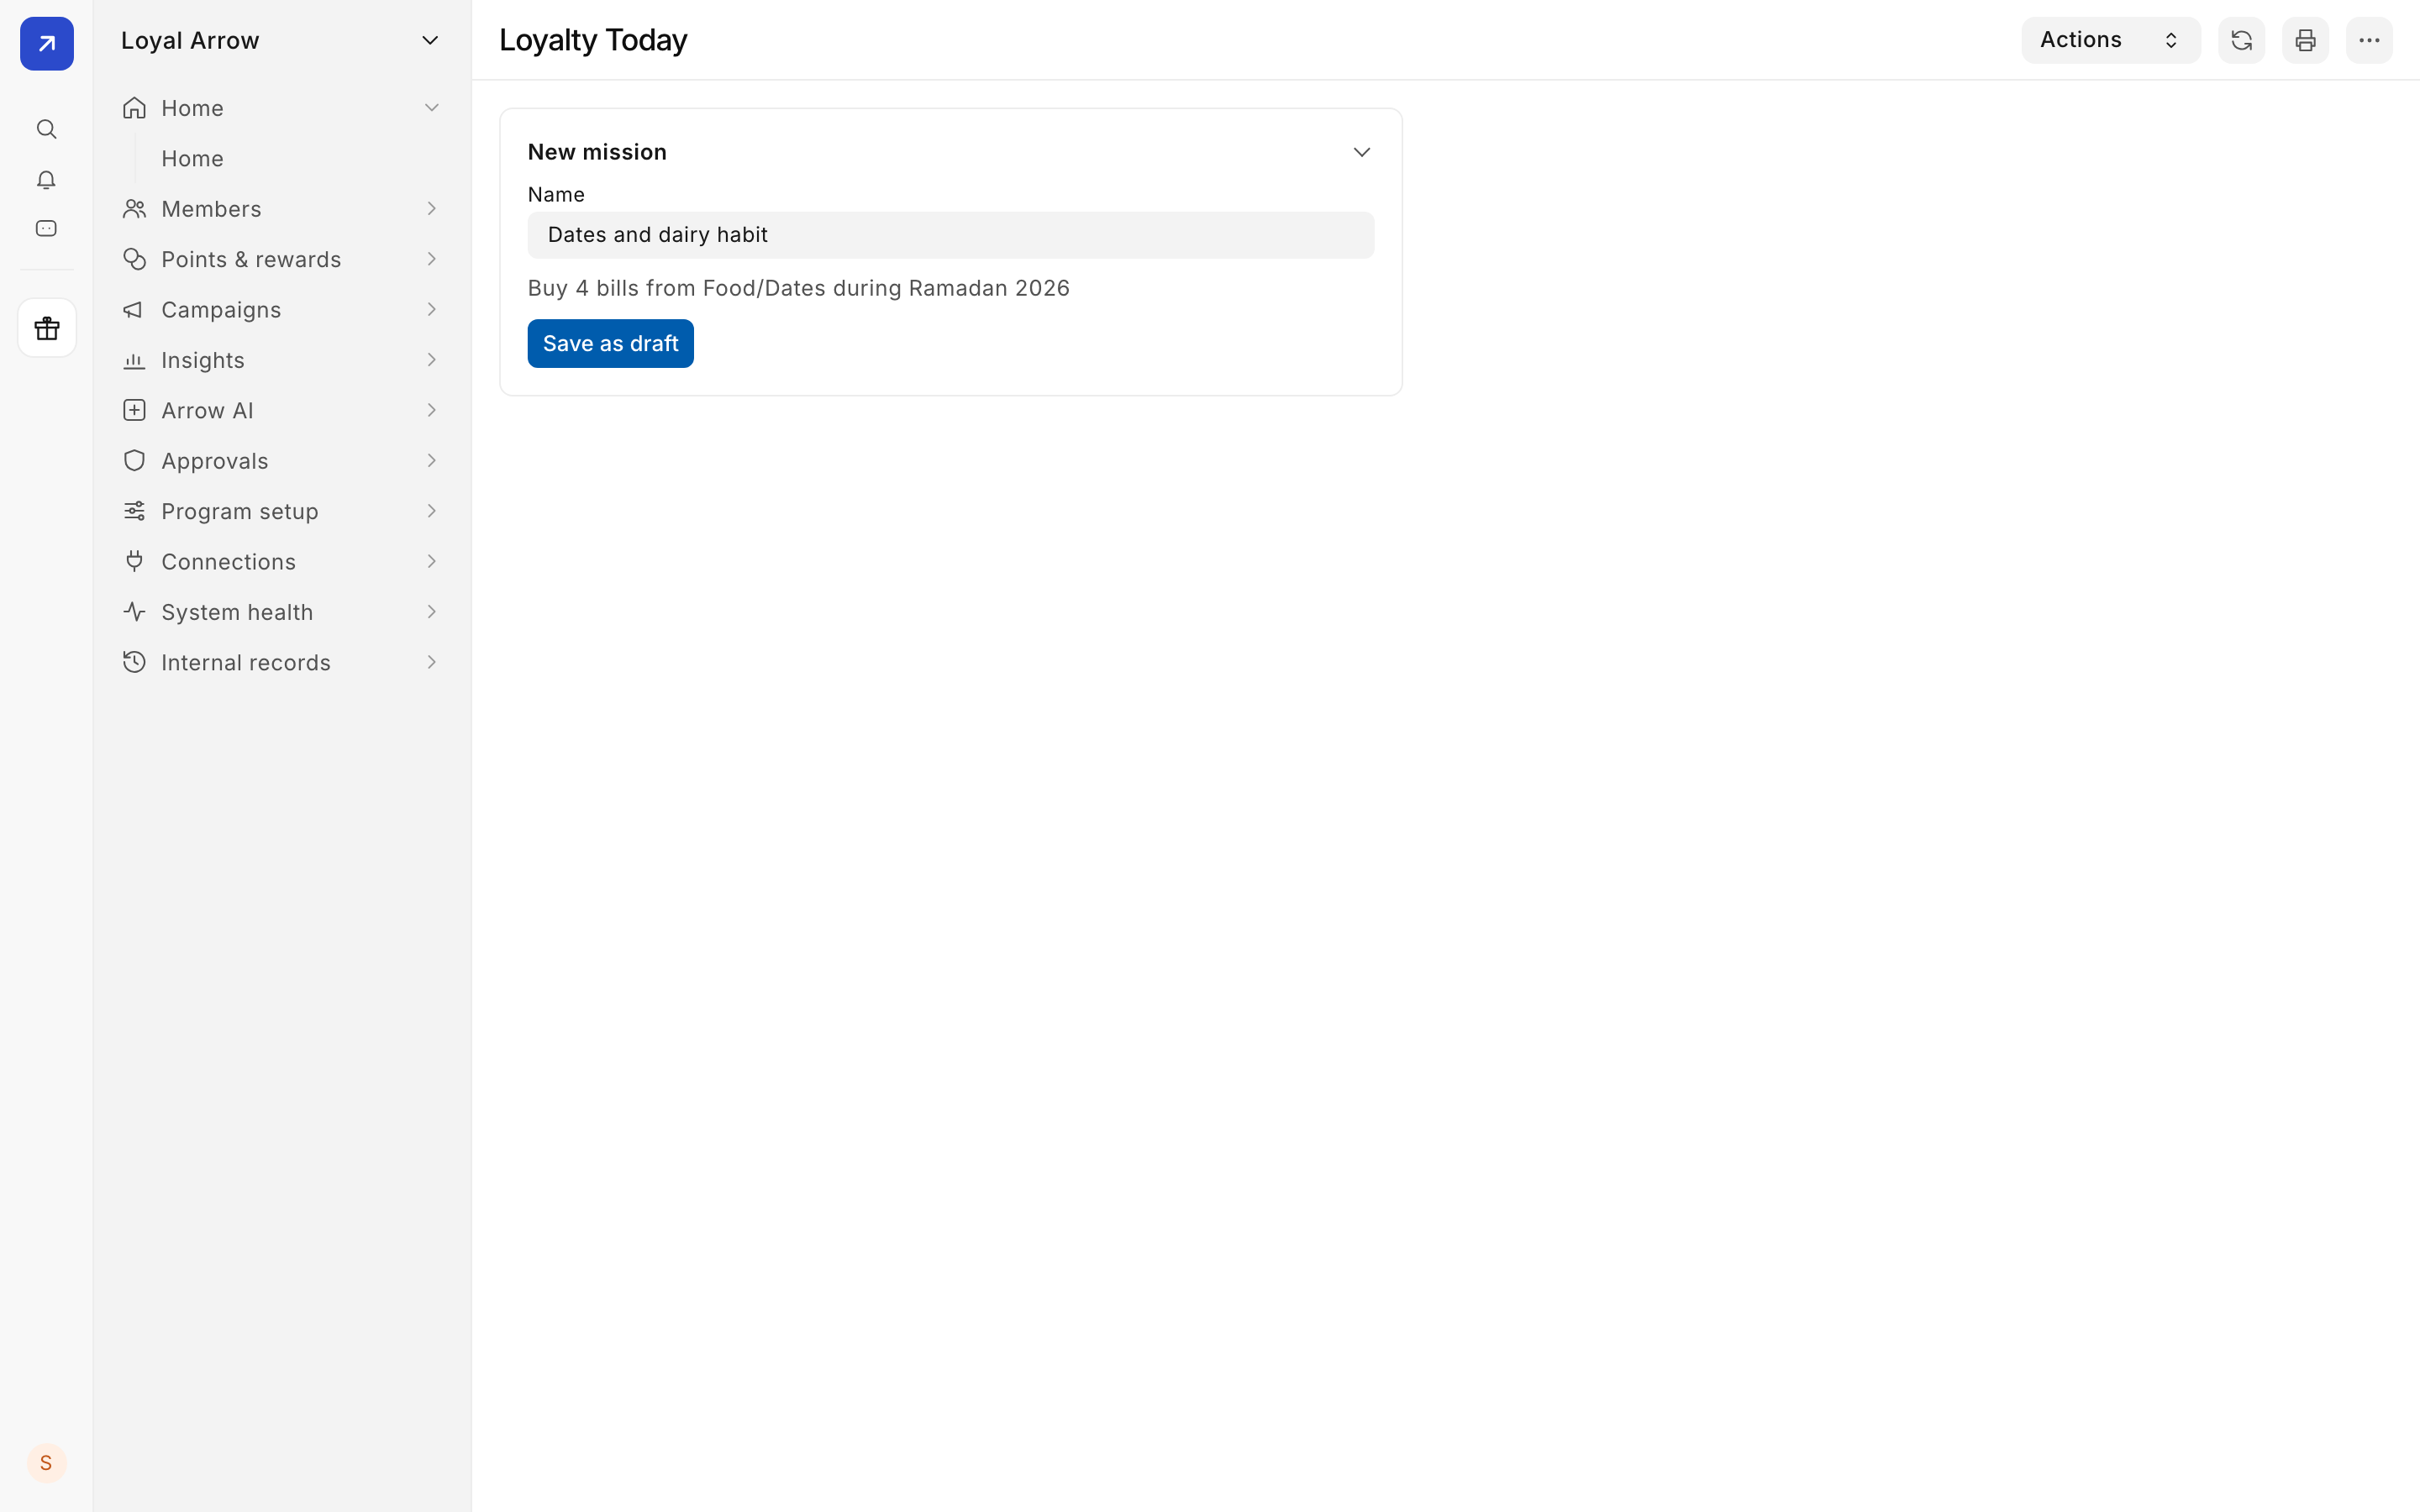 Loyal Arrow
Home
Home
Members
Points & rewards
Campaigns
Insights
Arrow AI
Approvals
Program setup
Connections
System health
Internal records
S
Loyalty Today
Actions
New mission
Name
Dates and dairy habit
Buy 4 bills from Food/Dates during Ramadan 2026
Save as draft